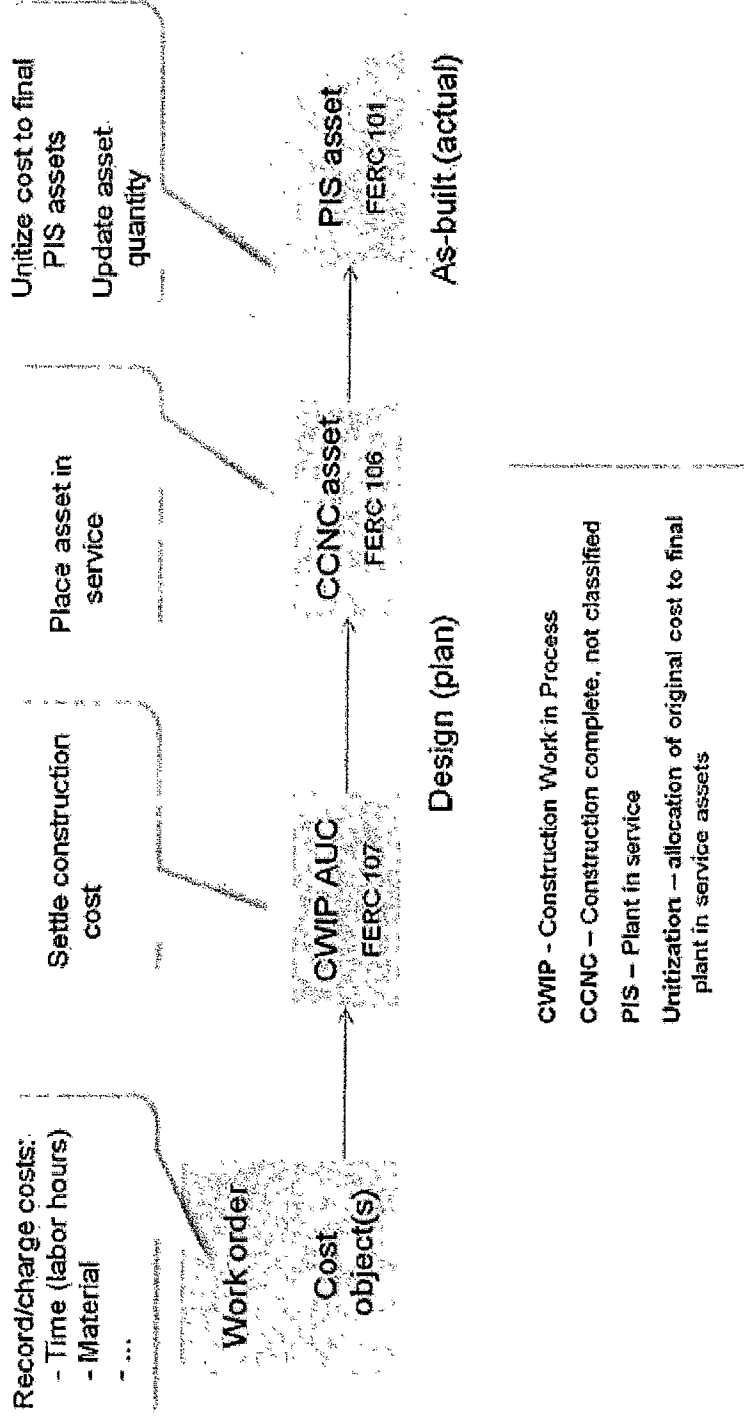 Record/charge costs:
- Time (labor hours)
- Material
- ...
Settle construction
cost
Place asset in
service
Unitize cost to final
PIS assets
Update asset
quantity
Work order
Cost
object(s)
CWIP AUC
FERC 107
CCNC asset
FERC 106
PIS asset
FERC 101
Design (plan)
As-built (actual)
CWIP - Construction Work in Process
CCNC – Construction complete, not classified
PIS – Plant in service
Unitization – allocation of original cost to final
plant in service assets